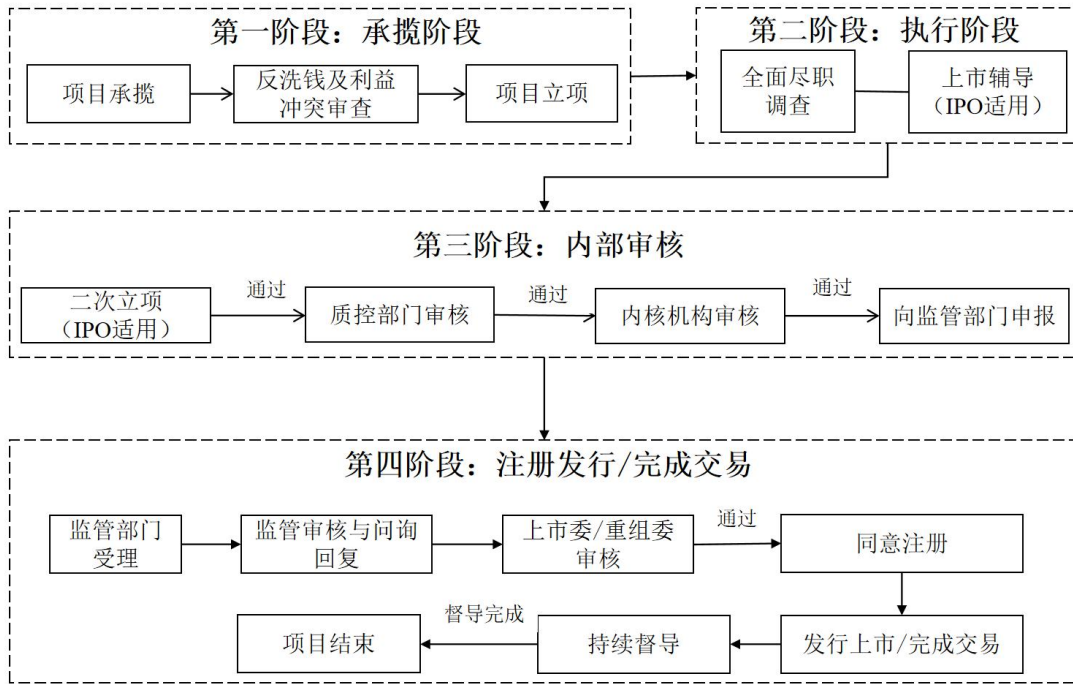 第一阶段：承揽阶段
项目承揽
反洗钱及利益
冲突审查
项目立项
第二阶段：执行阶段
全面尽职
调查
上市辅导
（IPO适用）
第三阶段：内部审核
二次立项
（IPO适用）
通过
质控部门审核
通过
内核机构审核
通过
向监管部门申报
第四阶段：注册发行/完成交易
监管部门
受理
监管审核与问询
回复
上市委/重组委
审核
通过
同意注册
发行上市/完成交易
持续督导
督导完成
项目结束